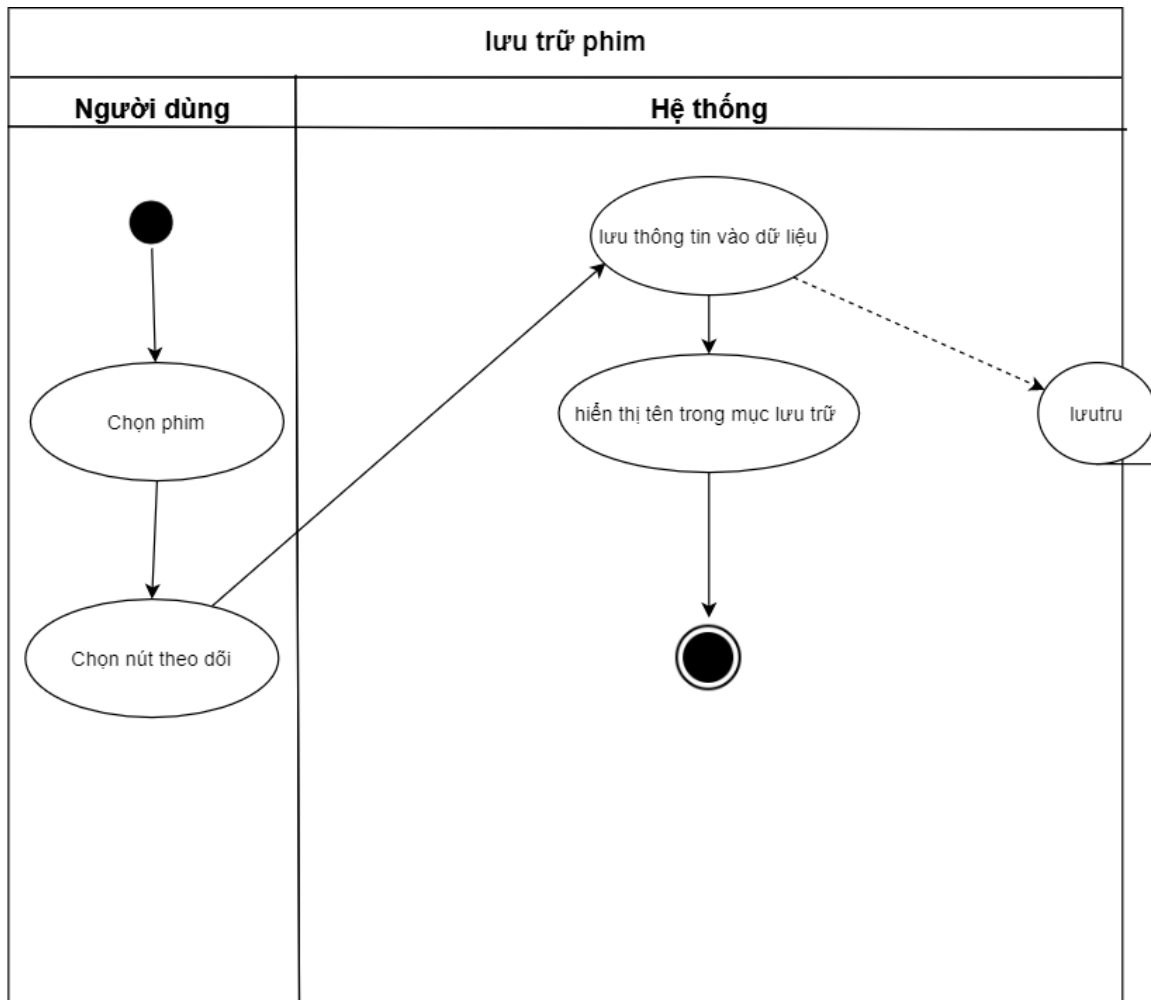 lưu trữ phim
Người dùng
Hệ thống
lưu thông tin vào dữ liệu
Chọn phim
hiển thị tên trong mục lưu trữ
lưutru
Chọn nút theo dõi